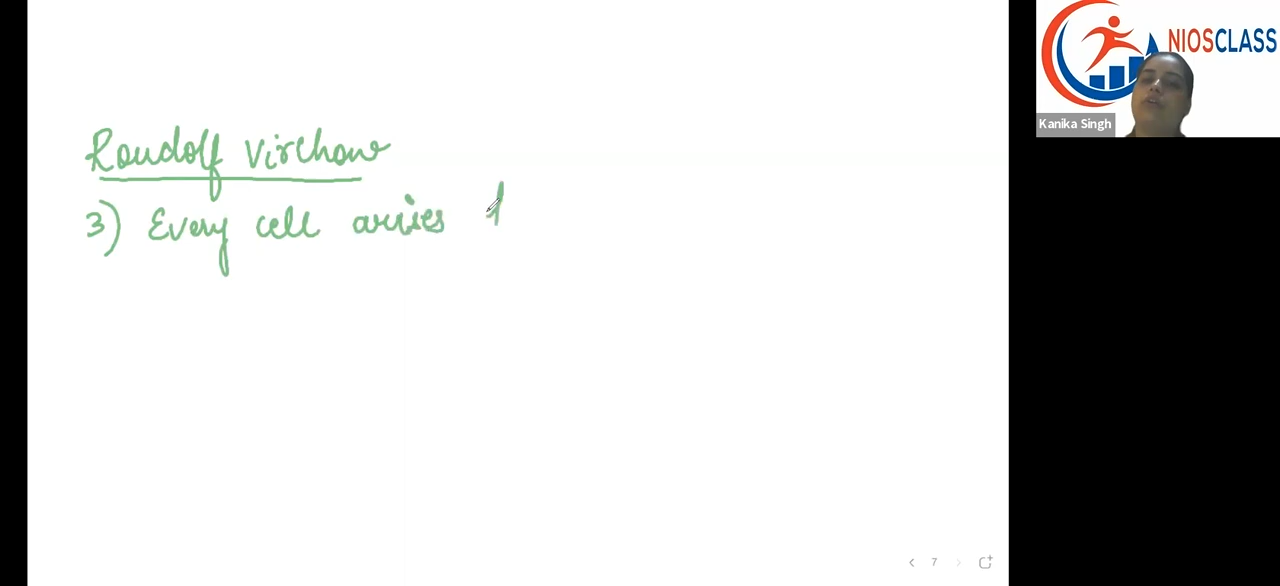 Roudolf Virchow
3) Every cell arises
NIOSCLASS
Kanika Singh
7